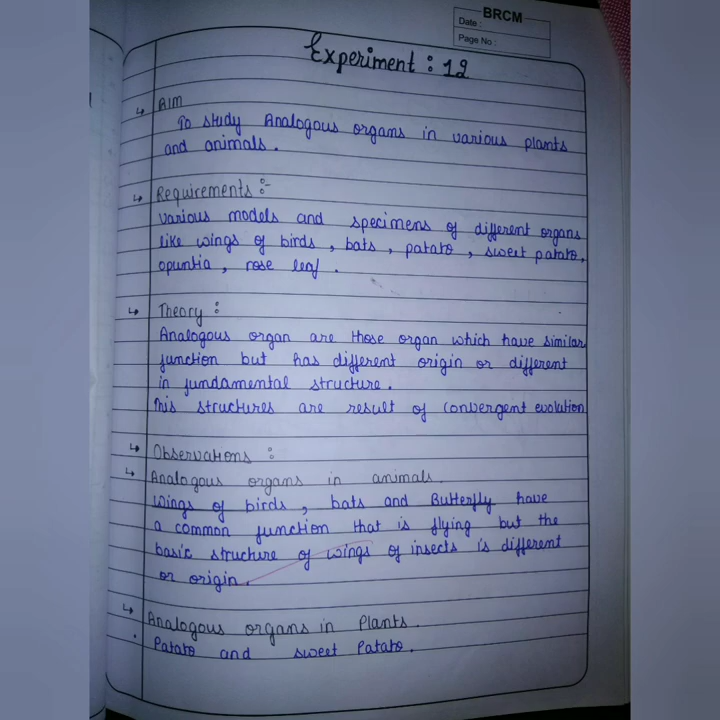 BRCM
Date :
Page No :
Experiment : 12
↳ Aim
To study Analogous organs in various plants
and animals.
↳ Requirements :-
Various models and specimens of different organs
like wings of birds , bats , patato , sweet patato,
opuntia , rose leaf .
↳ Theory :
Analogous organ are those organ which have similar
function but has different origin or different
in fundamental structure.
This structures are result of convergent evolution
↳ Observations :
↳ Analogous organs in animals.
Wings of birds , bats and Butterfly have
a common function that is flying but the
basic structure of wings of insects is different
or origin.
↳ Analogous organs in Plants.
• Patato and sweet Patato.